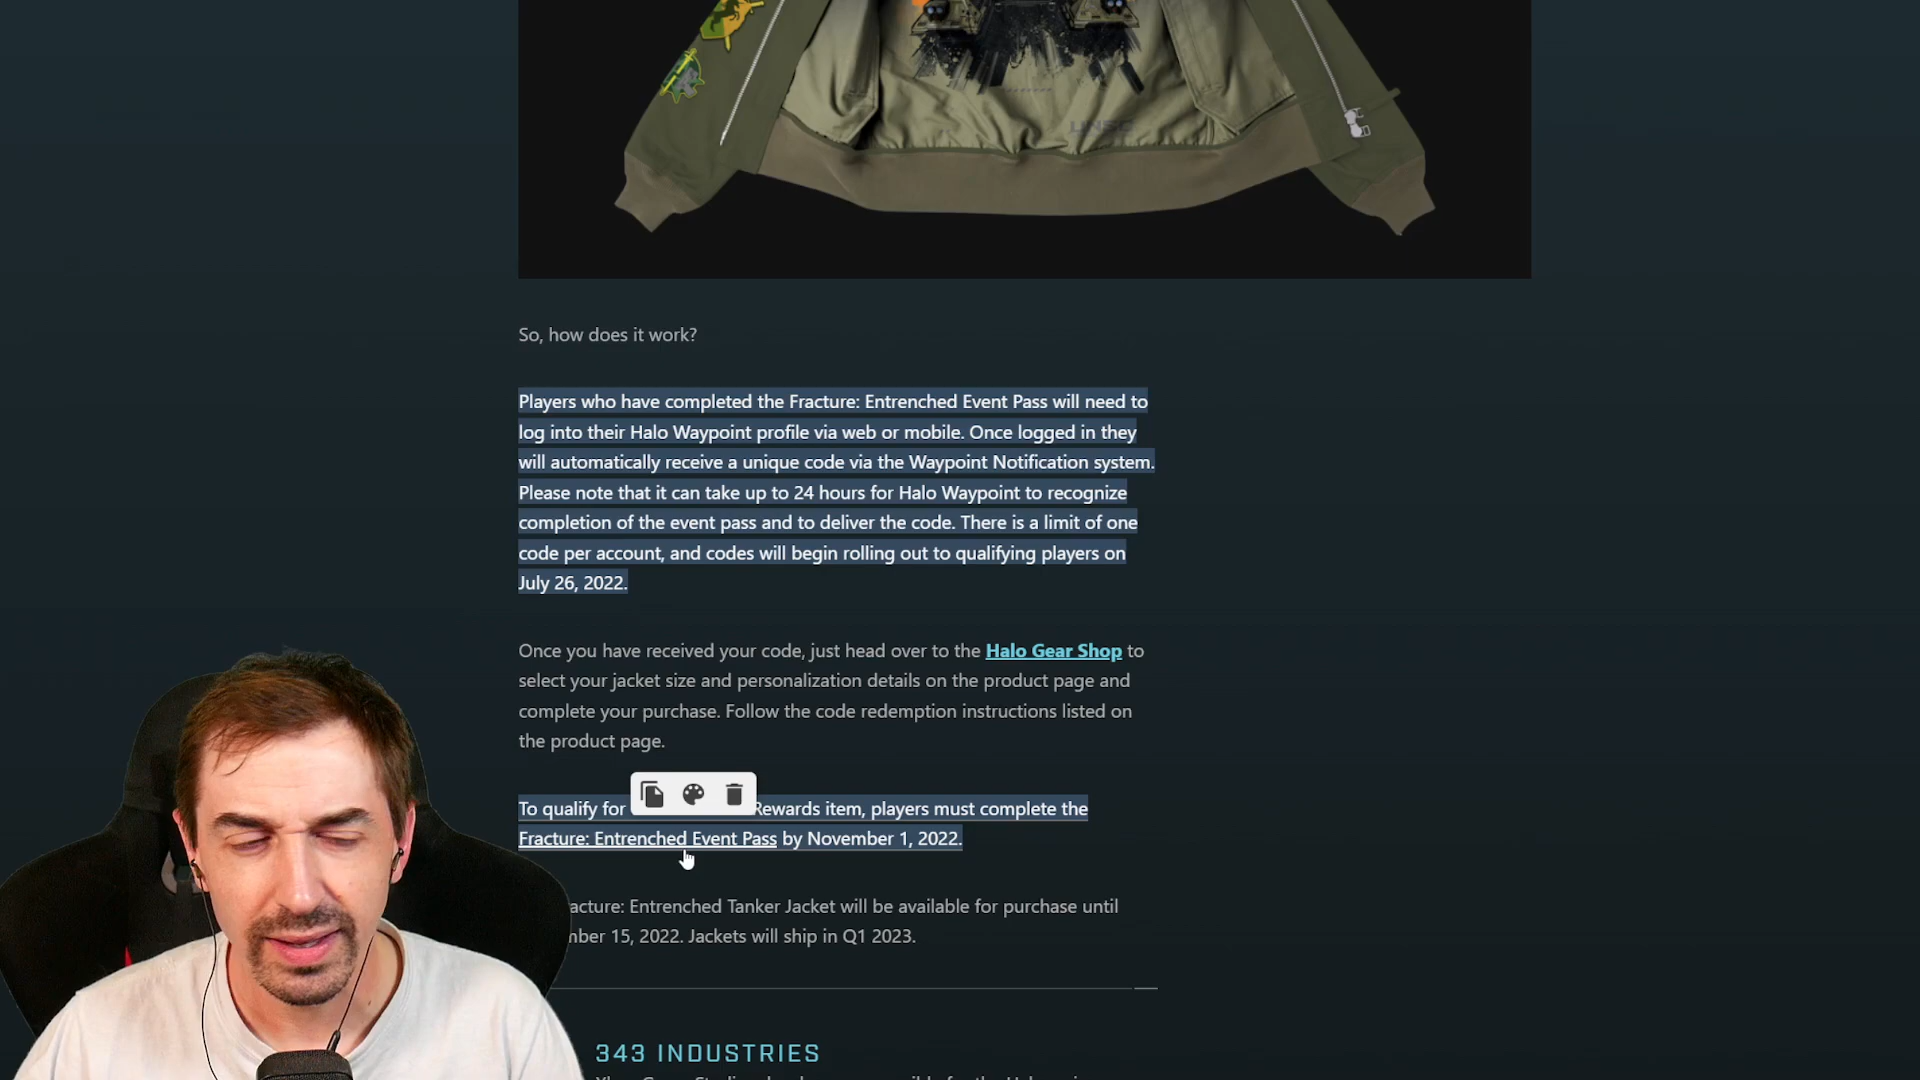 UNSC
So, how does it work?
Players who have completed the Fracture: Entrenched Event Pass will need to
log into their Halo Waypoint profile via web or mobile. Once logged in they
will automatically receive a unique code via the Waypoint Notification system.
Please note that it can take up to 24 hours for Halo Waypoint to recognize
completion of the event pass and to deliver the code. There is a limit of one
code per account, and codes will begin rolling out to qualifying players on
July 26, 2022.
Once you have received your code, just head over to the Halo Gear Shop to
select your jacket size and personalization details on the product page and
complete your purchase. Follow the code redemption instructions listed on
the product page.
To qualify for Rewards item, players must complete the
Fracture: Entrenched Event Pass by November 1, 2022.
acture: Entrenched Tanker Jacket will be available for purchase until
nber 15, 2022. Jackets will ship in Q1 2023.
343 INDUSTRIES